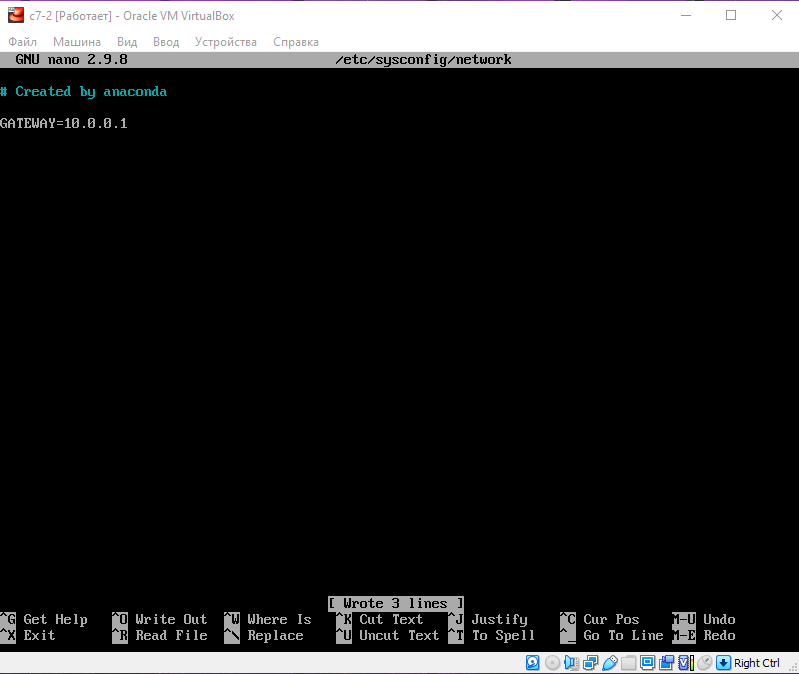 c7-2 [Работает] - Oracle VM VirtualBox
Файл Машина Вид Ввод Устройства Справка
GNU nano 2.9.8 /etc/sysconfig/network
# Created by anaconda
GATEWAY=10.0.0.1
[ Wrote 3 lines ]
^G Get Help ^O Write Out ^W Where Is ^K Cut Text ^J Justify ^C Cur Pos M-U Undo
^X Exit ^R Read File ^\ Replace ^U Uncut Text ^T To Spell ^_ Go To Line M-E Redo
Right Ctrl